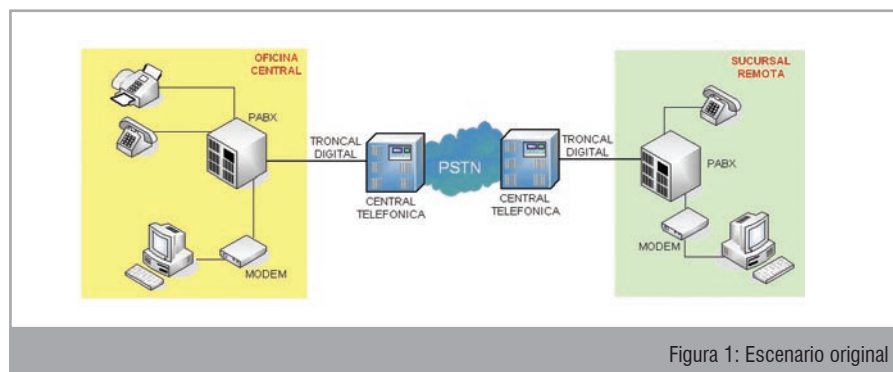 OFICINA
CENTRAL
PABX
MODEM
TRONCAL
DIGITAL
CENTRAL
TELEFONICA
PSTN
CENTRAL
TELEFONICA
TRONCAL
DIGITAL
SUCURSAL
REMOTA
PABX
MODEM
Figura 1: Escenario original